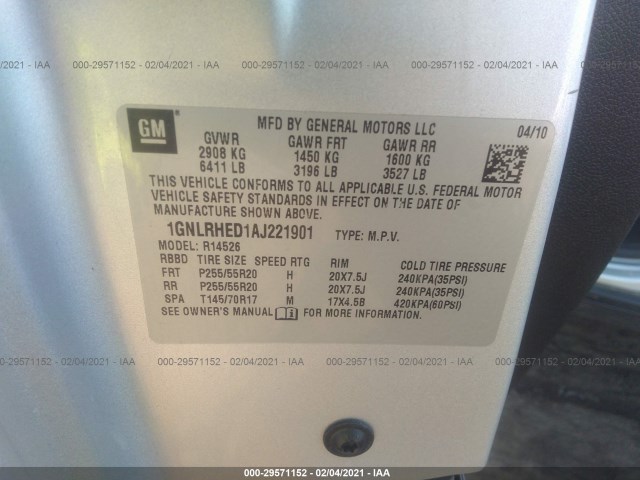 2/04/2021 - IAA 000-29571152 - 02/04/2021 - IAA 000-29571152 - 02/04/2021 - IAA 000-29571152 - 02/0
GM
MFD BY GENERAL MOTORS LLC 04/10
GVWR GAWR FRT GAWR RR
2908 KG 1450 KG 1600 KG
6411 LB 3196 LB 3527 LB
THIS VEHICLE CONFORMS TO ALL APPLICABLE U.S. FEDERAL MOTOR
VEHICLE SAFETY STANDARDS IN EFFECT ON THE DATE OF
MANUFACTURE SHOWN ABOVE.
1GNLRHED1AJ221901 TYPE: M.P.V.
MODEL: R14526
RBBD TIRE SIZE SPEED RTG RIM COLD TIRE PRESSURE
FRT P255/55R20 H 20X7.5J 240KPA(35PSI)
RR P255/55R20 H 20X7.5J 240KPA(35PSI)
SPA T145/70R17 M 17X4.5B 420KPA(60PSI)
SEE OWNER'S MANUAL FOR MORE INFORMATION.
2/04/2021 - IAA 000-29571152 - 02/04/2021 - IAA 000-29571152 - 02/04/2021 - IAA 000-29571152 - 02/0
000-29571152 - 02/04/2021 - IAA